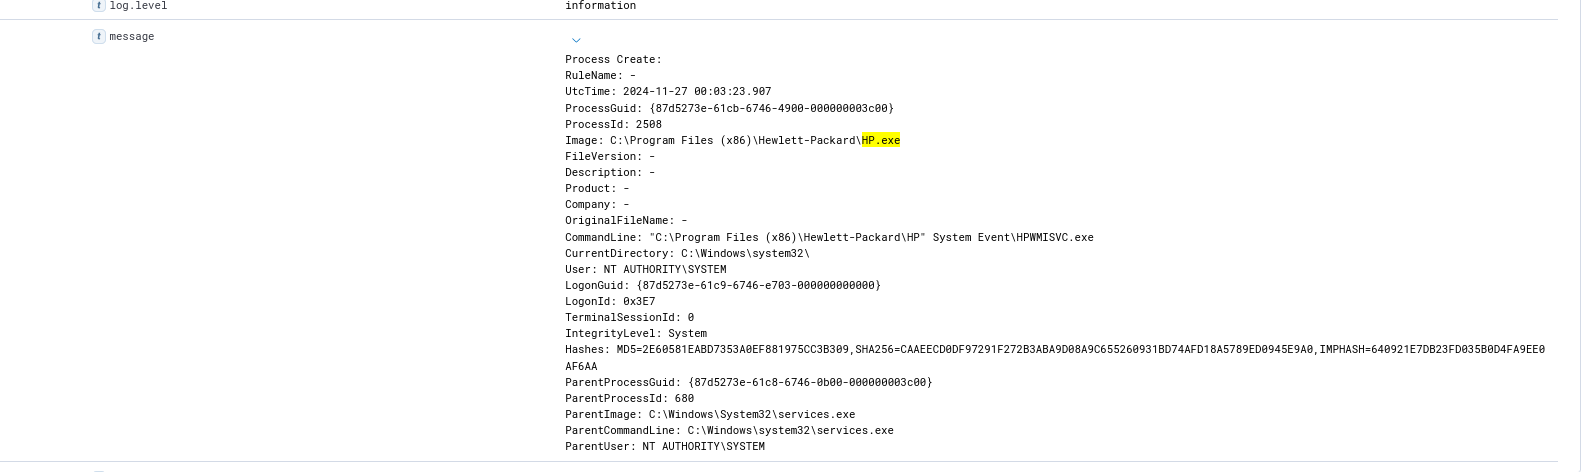 t log.level information
t message
Process Create:
RuleName: -
UtcTime: 2024-11-27 00:03:23.907
ProcessGuid: {87d5273e-61cb-6746-4900-000000003c00}
ProcessId: 2508
Image: C:\Program Files (x86)\Hewlett-Packard\HP.exe
FileVersion: -
Description: -
Product: -
Company: -
OriginalFileName: -
CommandLine: "C:\Program Files (x86)\Hewlett-Packard\HP" System Event\HPWMISVC.exe
CurrentDirectory: C:\Windows\system32\
User: NT AUTHORITY\SYSTEM
LogonGuid: {87d5273e-61c9-6746-e703-000000000000}
LogonId: 0x3E7
TerminalSessionId: 0
IntegrityLevel: System
Hashes: MD5=2E60581EABD7353A0EF881975CC3B309,SHA256=CAAEECD0DF97291F272B3ABA9D08A9C655260931BD74AFD18A5789ED0945E9A0,IMPHASH=640921E7DB23FD035B0D4FA9EE0
AF6AA
ParentProcessGuid: {87d5273e-61c8-6746-0b00-000000003c00}
ParentProcessId: 680
ParentImage: C:\Windows\System32\services.exe
ParentCommandLine: C:\Windows\system32\services.exe
ParentUser: NT AUTHORITY\SYSTEM